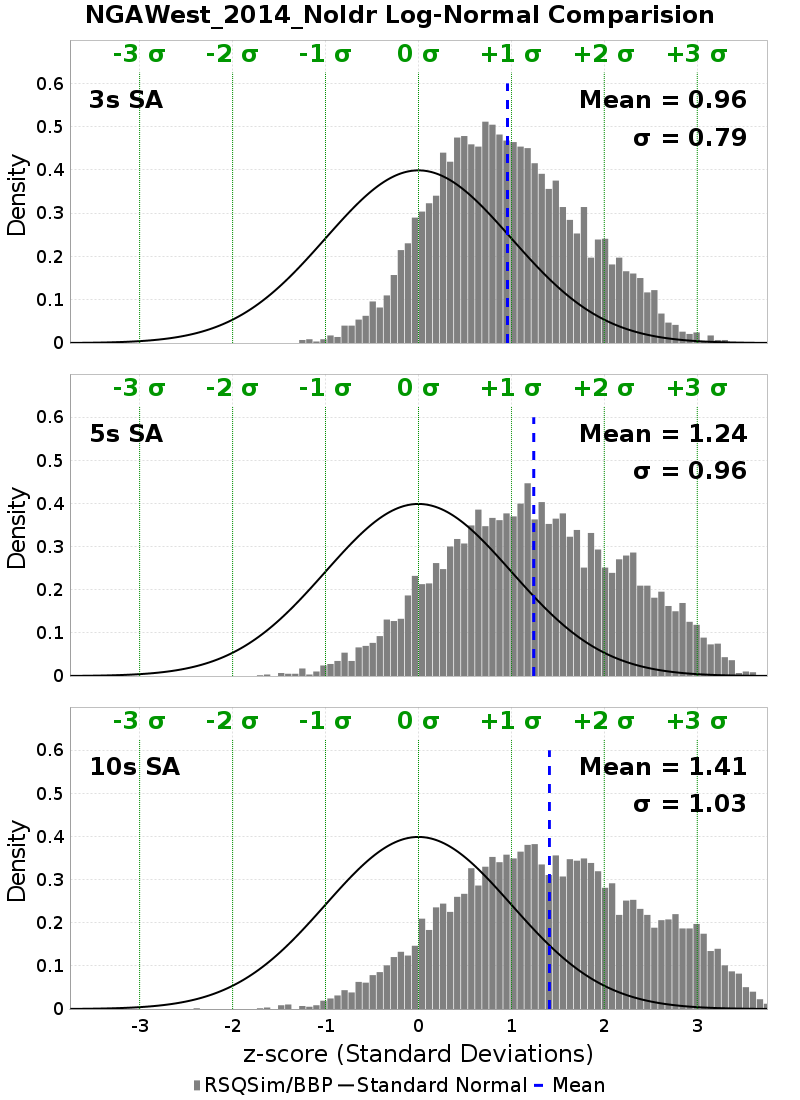 NGAWest_2014_NoIdr Log-Normal Comparision
-3 σ -2 σ -1 σ 0 σ +1 σ +2 σ +3 σ
0.6
3s SA
Mean = 0.96
0.5
σ = 0.79
0.4
0.3
0.2
0.1
0
Density
-3 σ -2 σ -1 σ 0 σ +1 σ +2 σ +3 σ
0.6
5s SA
Mean = 1.24
0.5
σ = 0.96
0.4
0.3
0.2
0.1
0
Density
-3 σ -2 σ -1 σ 0 σ +1 σ +2 σ +3 σ
0.6
10s SA
Mean = 1.41
0.5
σ = 1.03
0.4
0.3
0.2
0.1
0
Density
-3 -2 -1 0 1 2 3
z-score (Standard Deviations)
RSQSim/BBP Standard Normal Mean